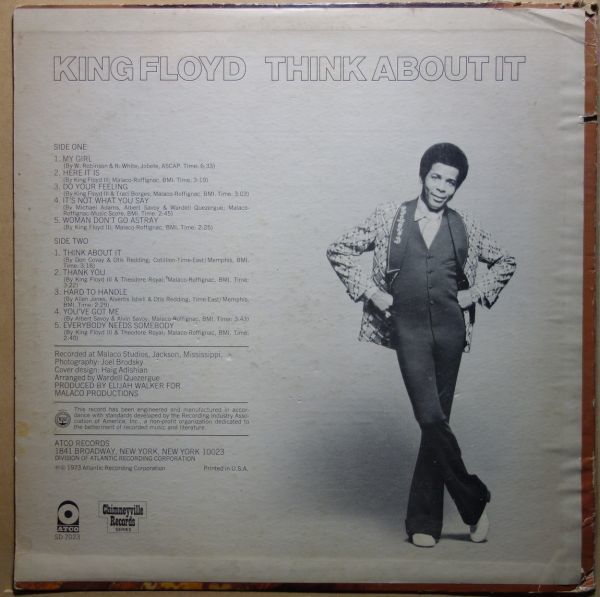 KING FLOYD THINK ABOUT IT
SIDE ONE
1. MY GIRL
(By W. Robinson & R. White; Jobete, ASCAP. Time: 6:33)
2. HERE IT IS
(By King Floyd III; Malaco-Roffignac, BMI. Time: 3:19)
3. DO YOUR FEELING
(By King Floyd III & Traci Borges; Malaco-Roffignac, BMI. Time: 3:03)
4. IT'S NOT WHAT YOU SAY
(By Michael Adams, Albert Savoy & Wardell Quezergue; Malaco-
Roffignac-Music Score, BMI. Time: 2:45)
5. WOMAN DON'T GO ASTRAY
(By King Floyd III; Malaco-Roffignac, BMI. Time: 2:25)
SIDE TWO
1. THINK ABOUT IT
(By Don Covay & Otis Redding; Cotillion-Time-East/Memphis, BMI.
Time: 3:18)
2. THANK YOU
(By King Floyd III & Theodore Royal; Malaco-Roffignac, BMI. Time:
3:22)
3. HARD TO HANDLE
(By Allen Jones, Alvertis Isbell & Otis Redding; Time-East/Memphis,
BMI. Time: 2:29)
4. YOU'VE GOT ME
(By Albert Savoy & Alvin Savoy; Malaco-Roffignac, BMI. Time: 3:43)
5. EVERYBODY NEEDS SOMEBODY
(By King Floyd III & Theodore Royal; Malaco-Roffignac, BMI. Time:
2:40)
Recorded at Malaco Studios, Jackson, Mississippi.
Photography: Joel Brodsky
Cover design: Haig Adishian
Arranged by Wardell Quezergue
PRODUCED BY ELIJAH WALKER FOR
MALACO PRODUCTIONS
This record has been engineered and manufactured in accor-
dance with standards developed by the Recording Industry Asso-
ciation of America, Inc., a non-profit organization dedicated to
the betterment of recorded music and literature.
ATCO RECORDS
1841 BROADWAY, NEW YORK, NEW YORK 10023
DIVISION OF ATLANTIC RECORDING CORPORATION
℗© 1973 Atlantic Recording Corporation Printed in U.S.A.
ATCO
SD 7023
Chimneyville
Records
SERIES